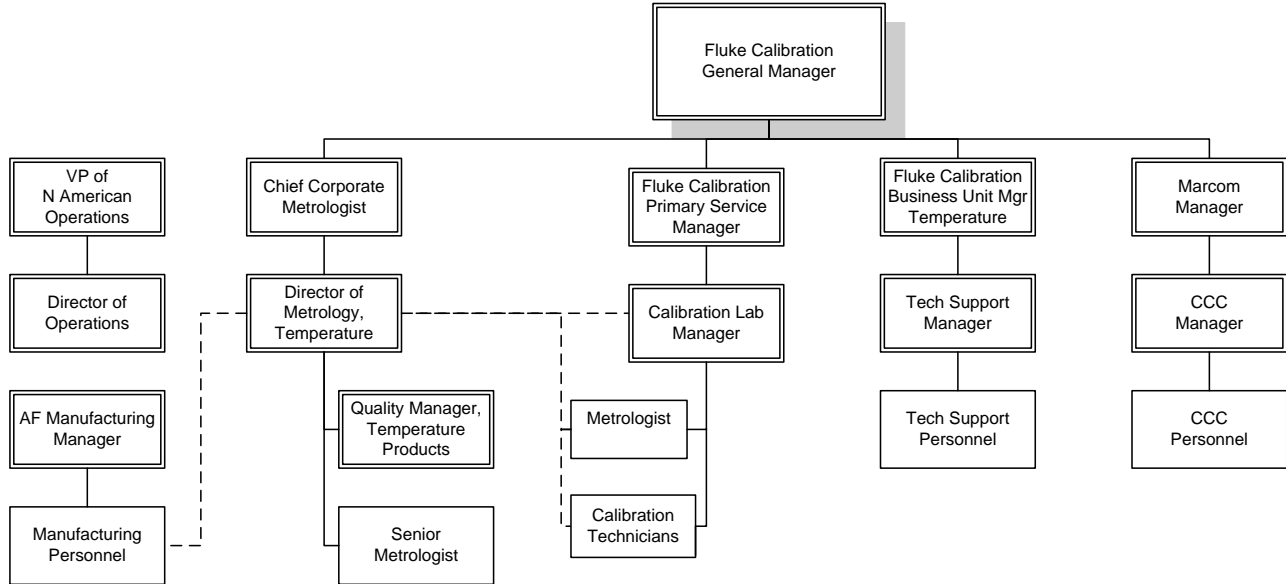 Fluke Calibration
General Manager
VP of
N American
Operations
Chief Corporate
Metrologist
Fluke Calibration
Primary Service
Manager
Fluke Calibration
Business Unit Mgr
Temperature
Marcom
Manager
Director of
Operations
Director of
Metrology,
Temperature
Calibration Lab
Manager
Tech Support
Manager
CCC
Manager
AF Manufacturing
Manager
Quality Manager,
Temperature
Products
Metrologist
Tech Support
Personnel
CCC
Personnel
Manufacturing
Personnel
Senior
Metrologist
Calibration
Technicians